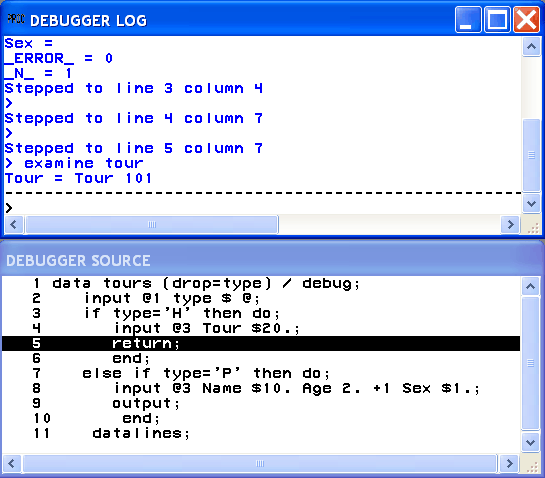 DEBUGGER LOG
Sex =
_ERROR_ = 0
_N_ = 1
Stepped to line 3 column 4
>
Stepped to line 4 column 7
>
Stepped to line 5 column 7
> examine tour
Tour = Tour 101
>
DEBUGGER SOURCE
1 data tours (drop=type) / debug;
2 input @1 type $ @;
3 if type='H' then do;
4 input @3 Tour $20.;
5 return;
6 end;
7 else if type='P' then do;
8 input @3 Name $10. Age 2. +1 Sex $1.;
9 output;
10 end;
11 datalines;